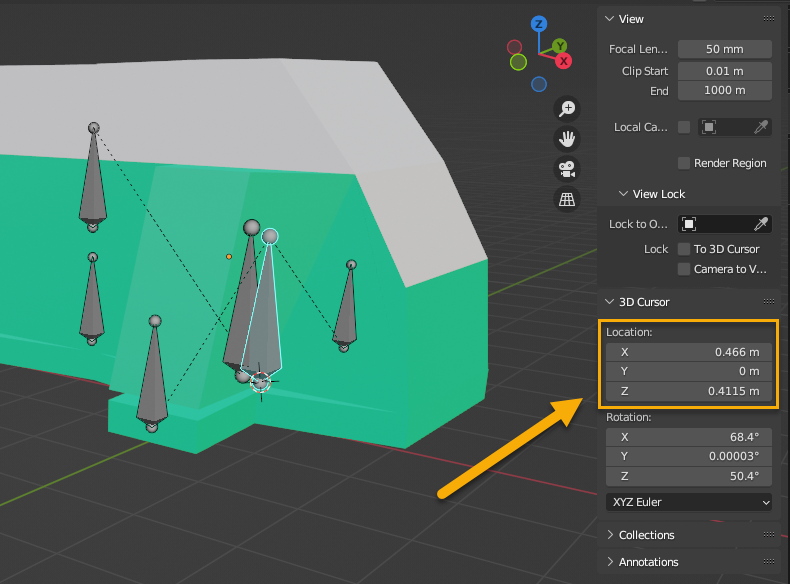 Z
Y
X
View
Focal Len...
50 mm
Clip Start
0.01 m
End
1000 m
Local Ca...
Render Region
View Lock
Lock to O...
Lock
To 3D Cursor
Camera to V...
3D Cursor
Location:
X
0.466 m
Y
0 m
Z
0.4115 m
Rotation:
X
68.4°
Y
0.00003°
Z
50.4°
XYZ Euler
Collections
Annotations